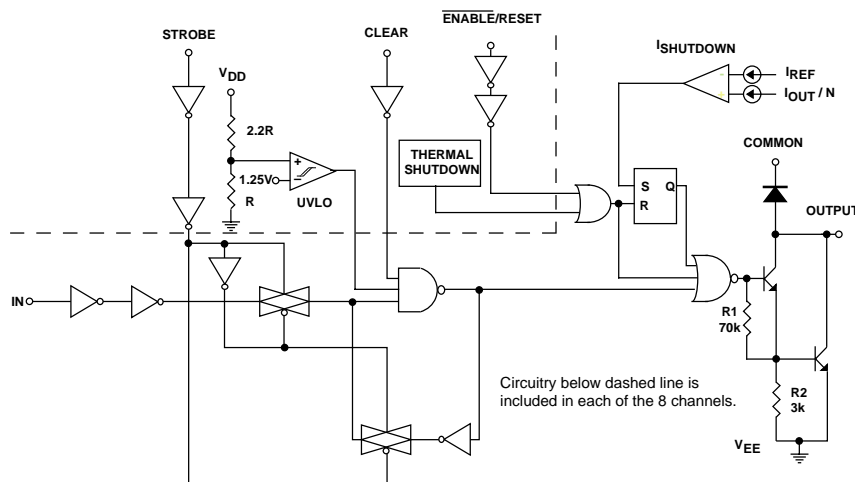 STROBE
CLEAR
ENABLE/RESET
VDD
2.2R
1.25V
R
+
–
UVLO
THERMAL
SHUTDOWN
ISHUTDOWN
-
+
IREF
IOUT / N
S
Q
R
COMMON
OUTPUT
IN
R1
70k
R2
3k
VEE
Circuitry below dashed line is
included in each of the 8 channels.